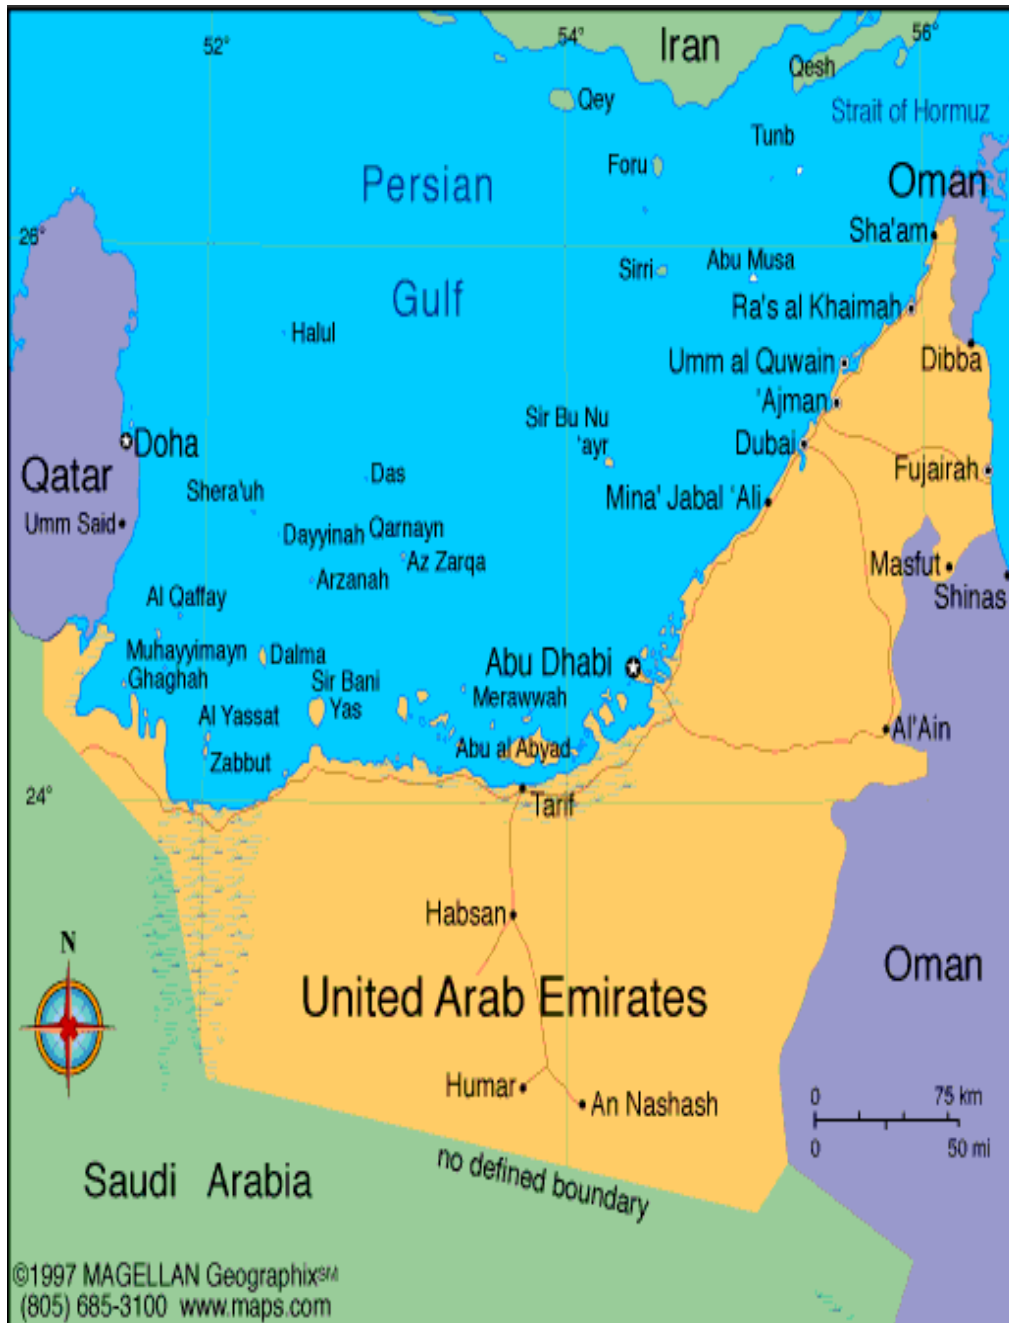 52°
54°
56°
Iran
Qesh
Qey
Strait of Hormuz
Tunb
Foru
Persian
Oman
Sha'am
26°
Sirri
Abu Musa
Gulf
Ra's al Khaimah
Halul
Umm al Quwain
Dibba
'Ajman
Sir Bu Nu
'ayr
Doha
Dubai
Qatar
Das
Fujairah
Shera'uh
Mina' Jabal 'Ali
Umm Said
Dayyinah
Qarnayn
Az Zarqa
Masfut
Arzanah
Shinas
Al Qaffay
Muhayyimayn
Dalma
Abu Dhabi
Ghaghah
Sir Bani
Yas
Merawwah
Al Yassat
Al'Ain
Abu al Abyad
Zabbut
24°
Tarif
Habsan
N
Oman
United Arab Emirates
Humar
An Nashash
0 75 km
0 50 mi
no defined boundary
Saudi Arabia
©1997 MAGELLAN Geographix℠
(805) 685-3100 www.maps.com